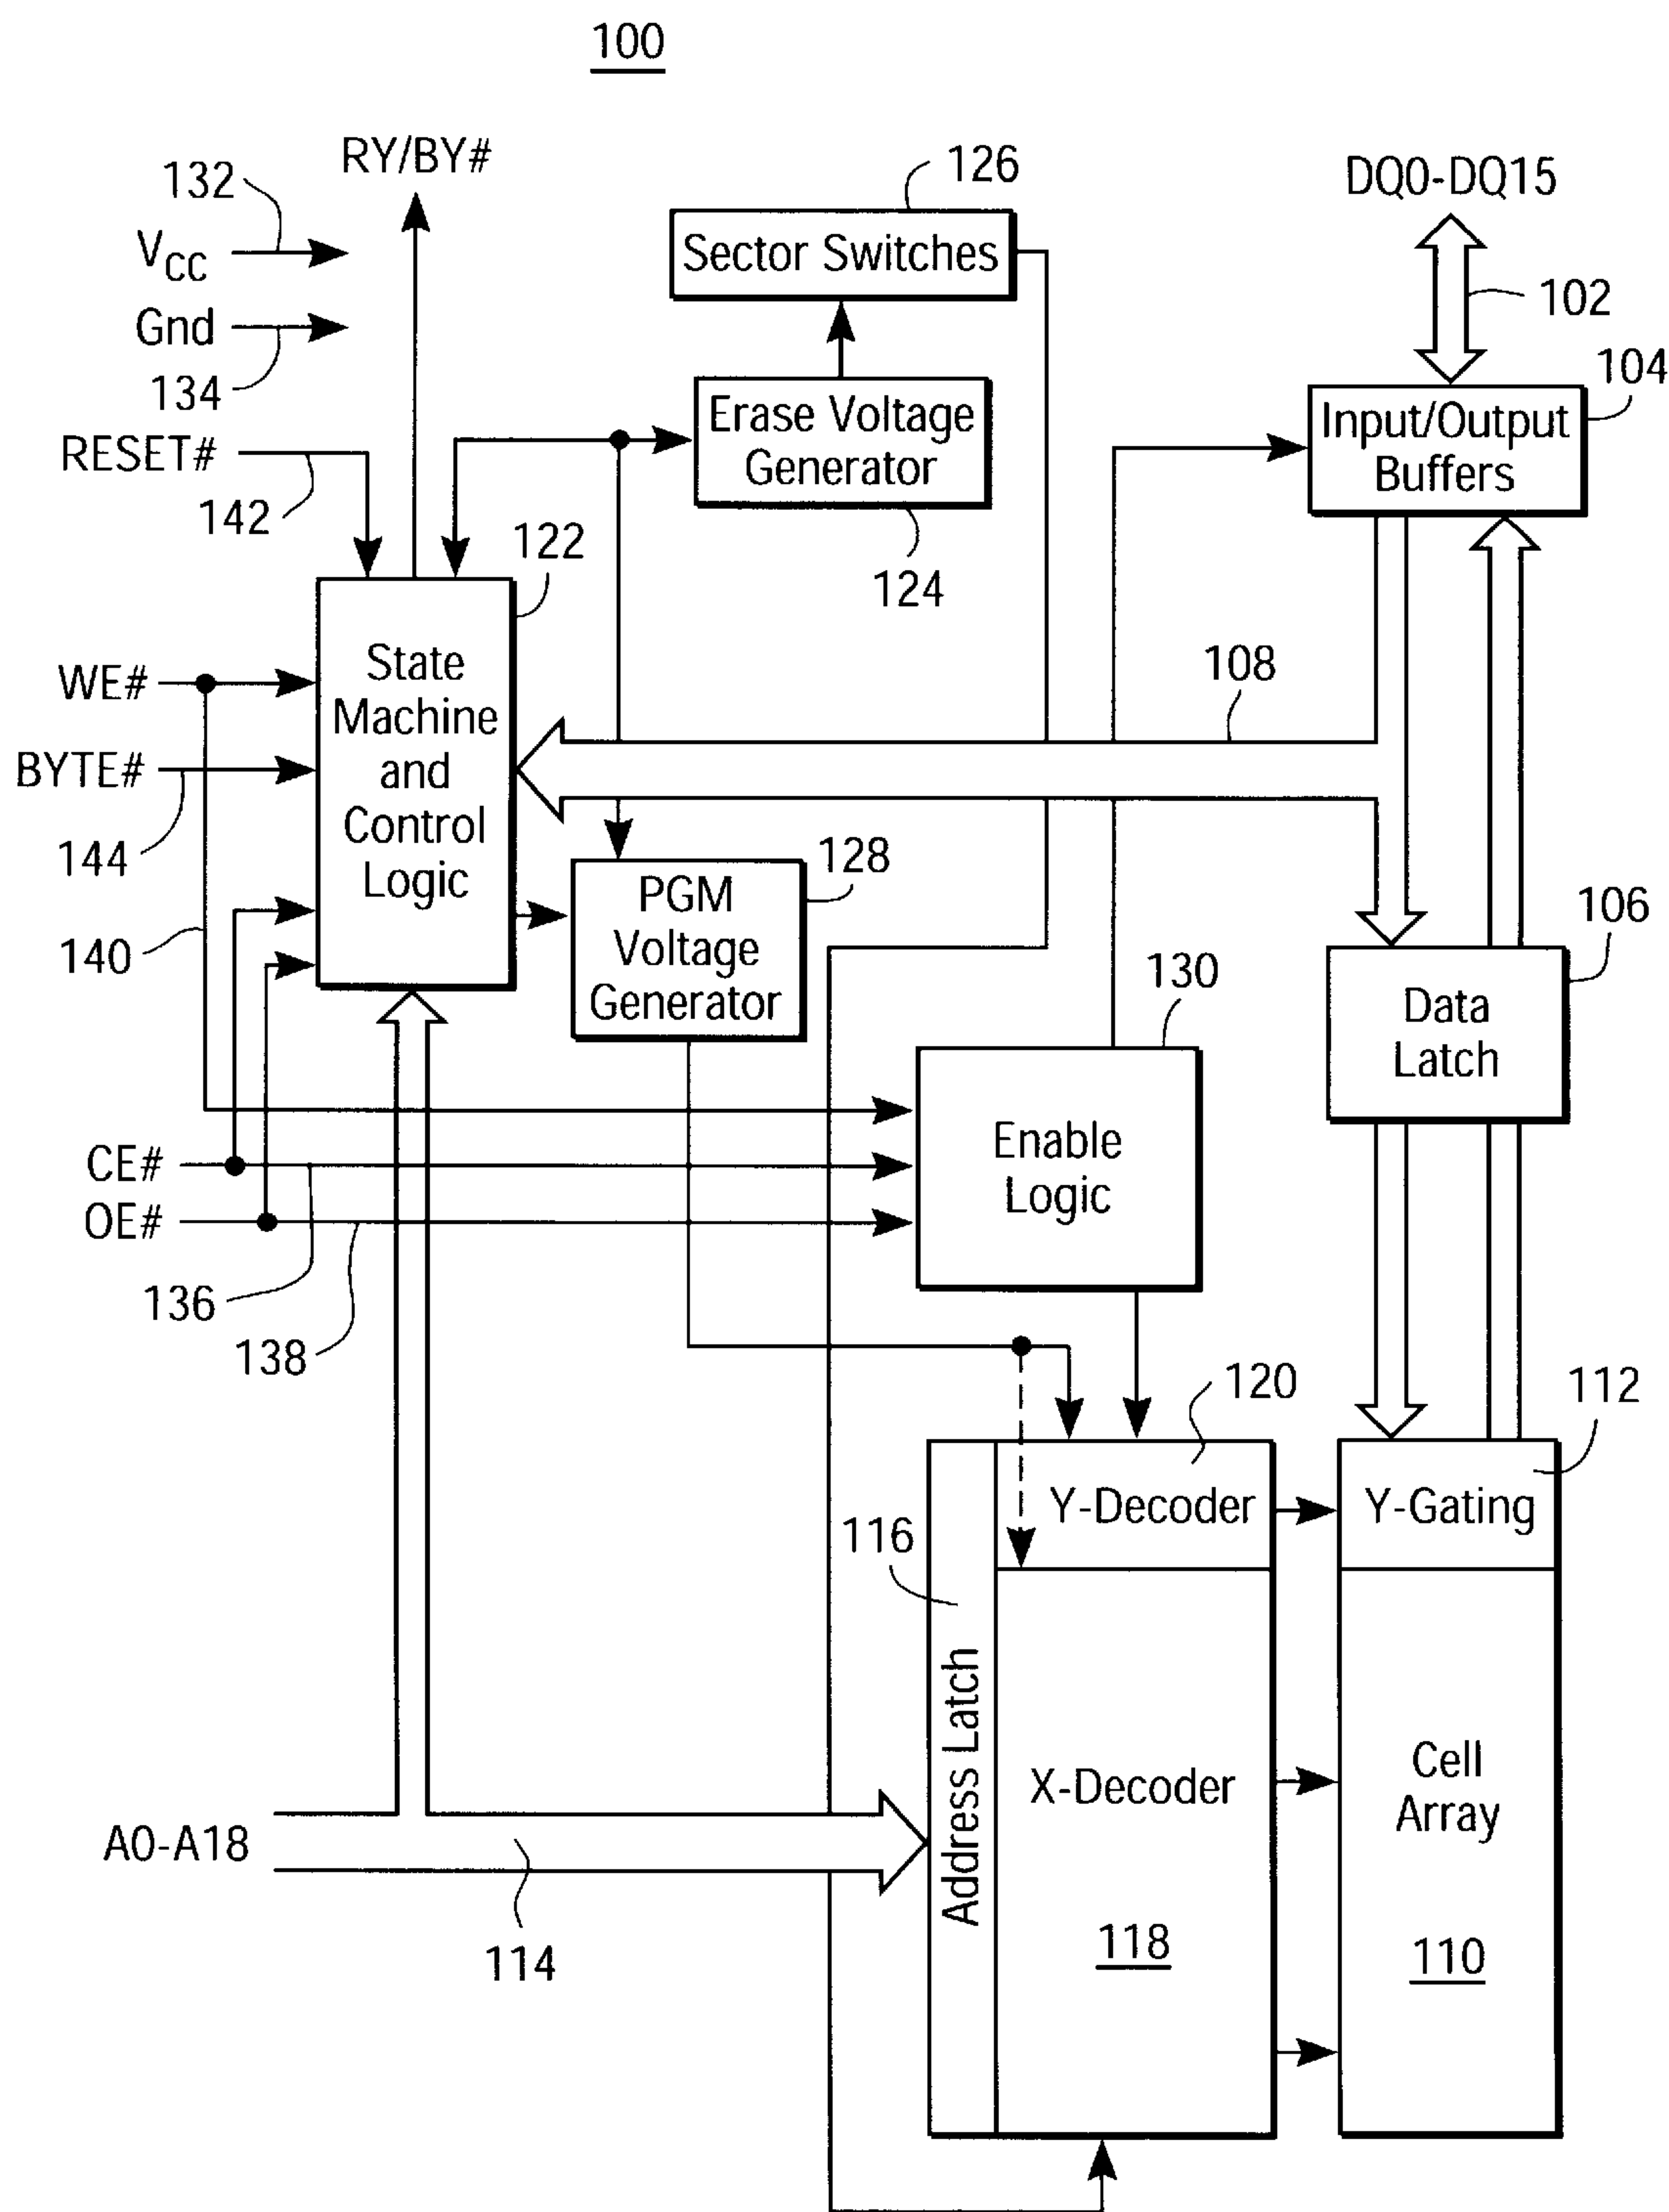 100
RY/BY#
132
V_CC
Gnd
134
RESET#
142
126
Sector Switches
DQ0-DQ15
102
104
Input/Output
Buffers
Erase Voltage
Generator
124
122
State
Machine
and
Control
Logic
WE#
BYTE#
144
140
108
128
PGM
Voltage
Generator
106
Data
Latch
130
Enable
Logic
CE#
OE#
136
138
120
112
Y-Decoder
Y-Gating
116
Address Latch
X-Decoder
118
Cell
Array
110
A0-A18
114